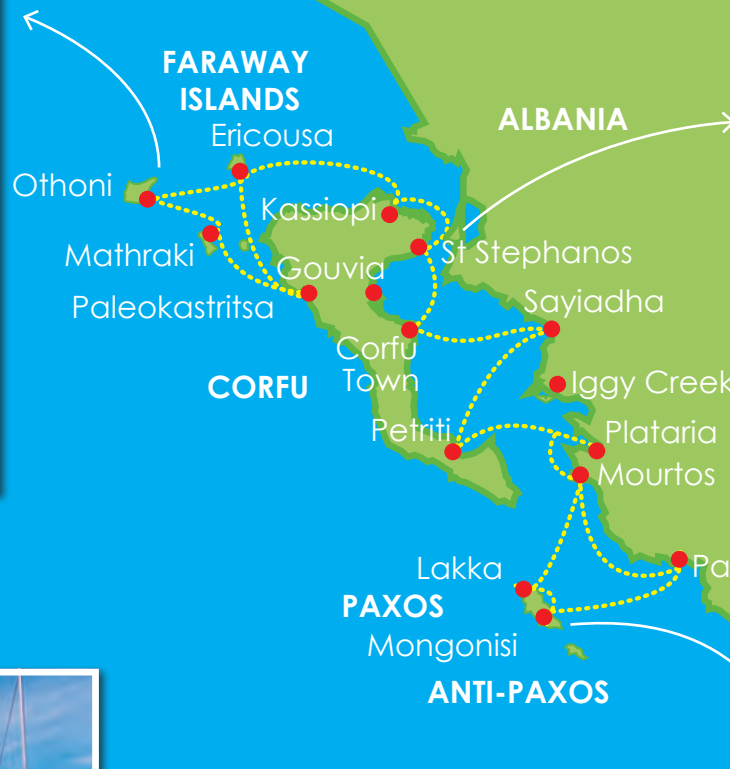 FARAWAY
ISLANDS
Ericousa
ALBANIA
Othoni
Kassiopi
Mathraki
St Stephanos
Gouvia
Paleokastritsa
Sayiadha
Corfu
Town
CORFU
Iggy Creek
Petriti
Plataria
Mourtos
Lakka
Pa
PAXOS
Mongonisi
ANTI-PAXOS